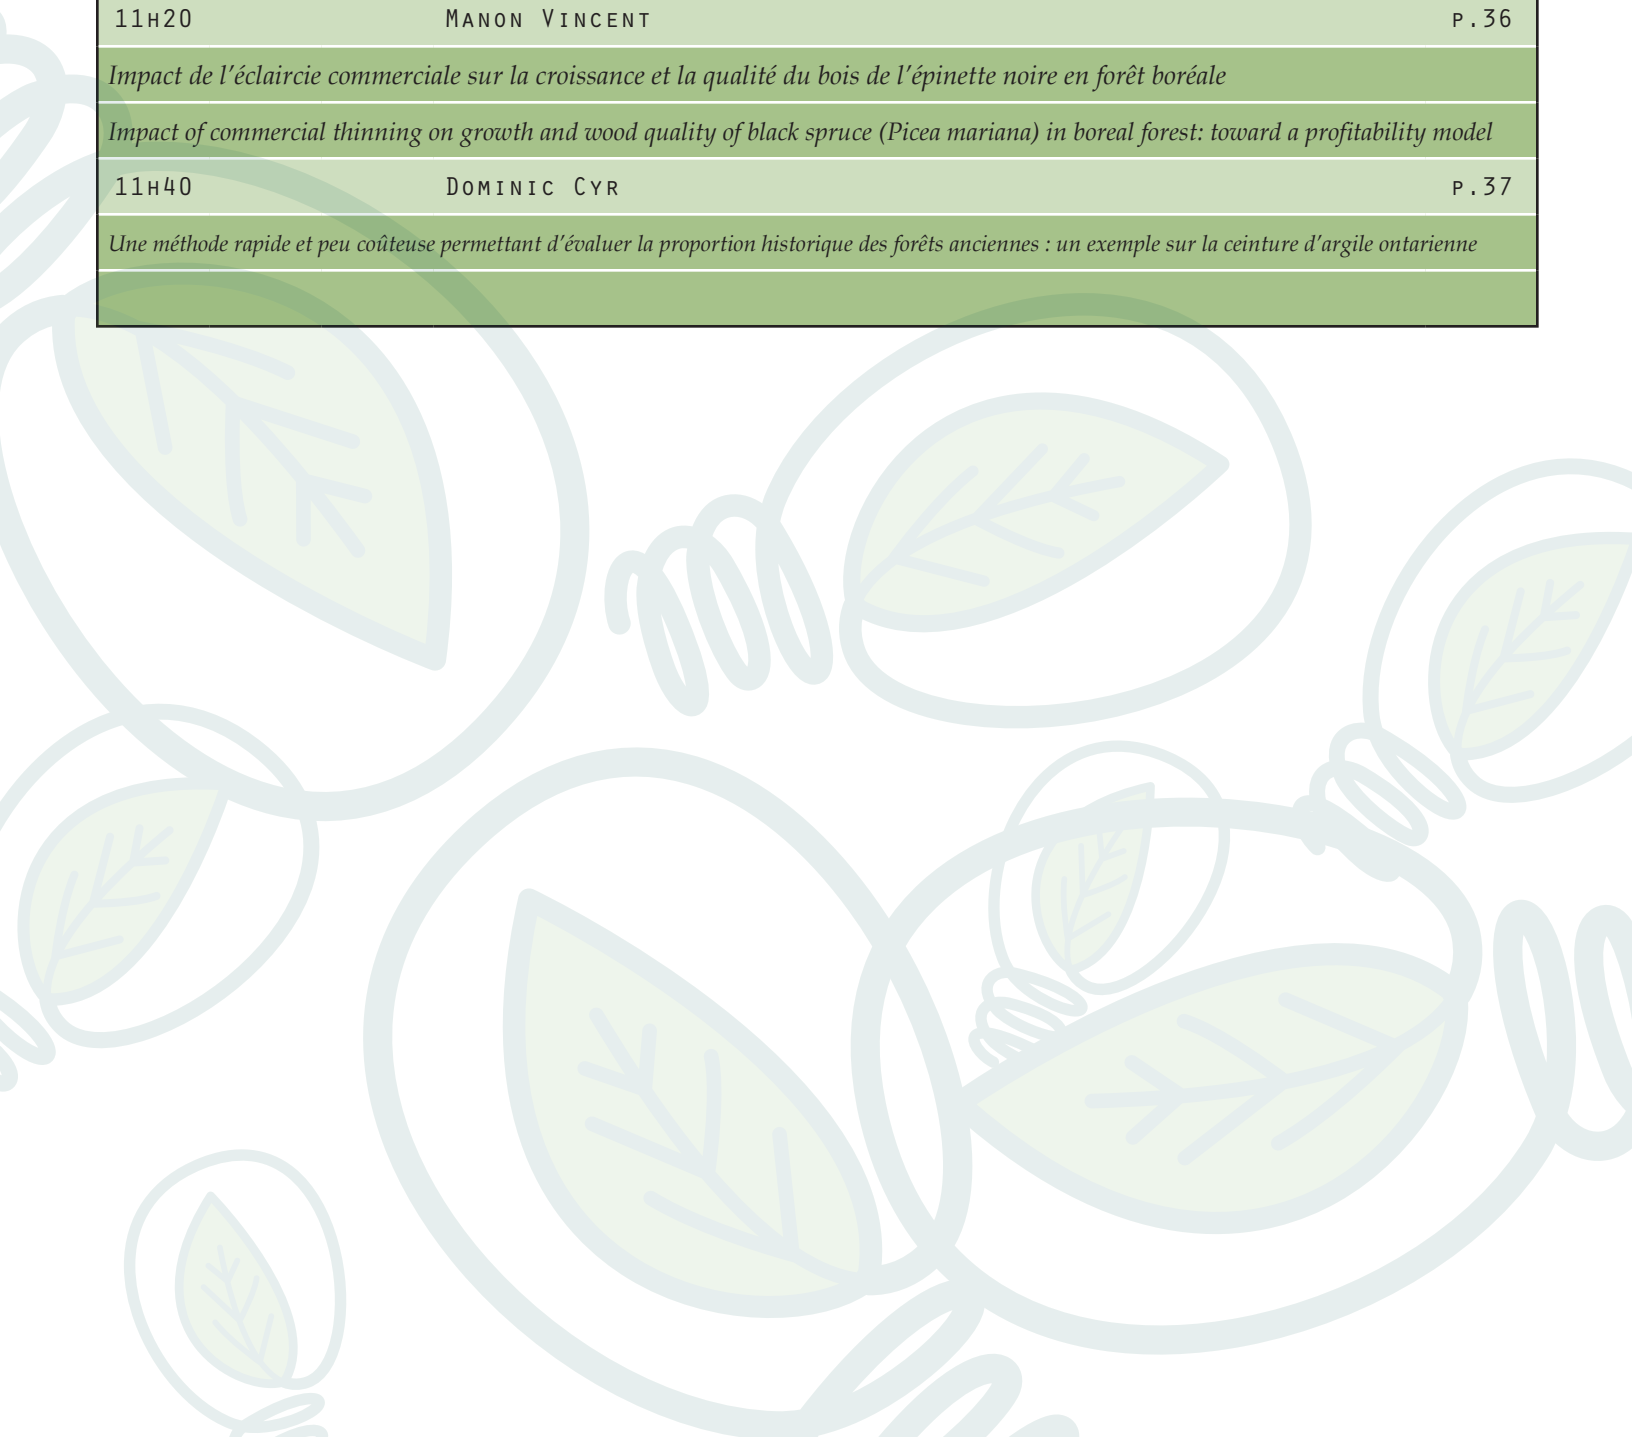 11h20 Manon Vincent p.36
Impact de l'éclaircie commerciale sur la croissance et la qualité du bois de l'épinette noire en forêt boréale
Impact of commercial thinning on growth and wood quality of black spruce (Picea mariana) in boreal forest: toward a profitability model
11h40 Dominic Cyr p.37
Une méthode rapide et peu coûteuse permettant d'évaluer la proportion historique des forêts anciennes : un exemple sur la ceinture d'argile ontarienne